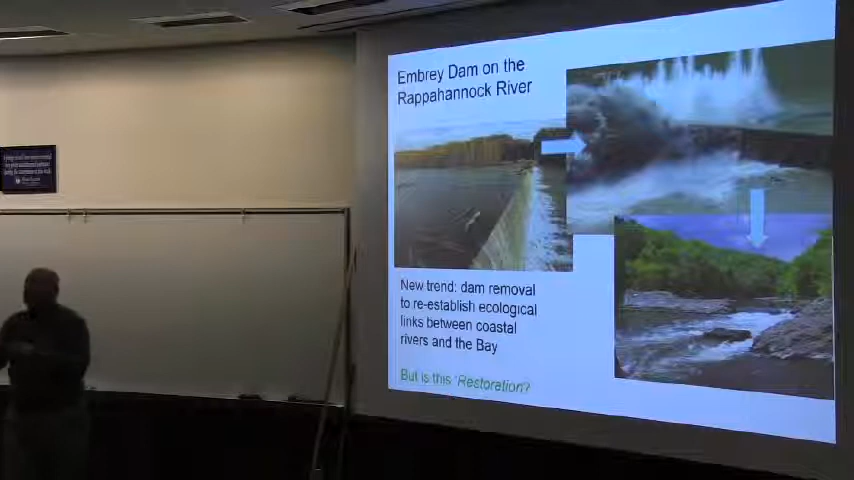 Embrey Dam on the
Rappahannock River
New trend: dam removal
to re-establish ecological
links between coastal
rivers and the Bay
But is this 'Restoration?